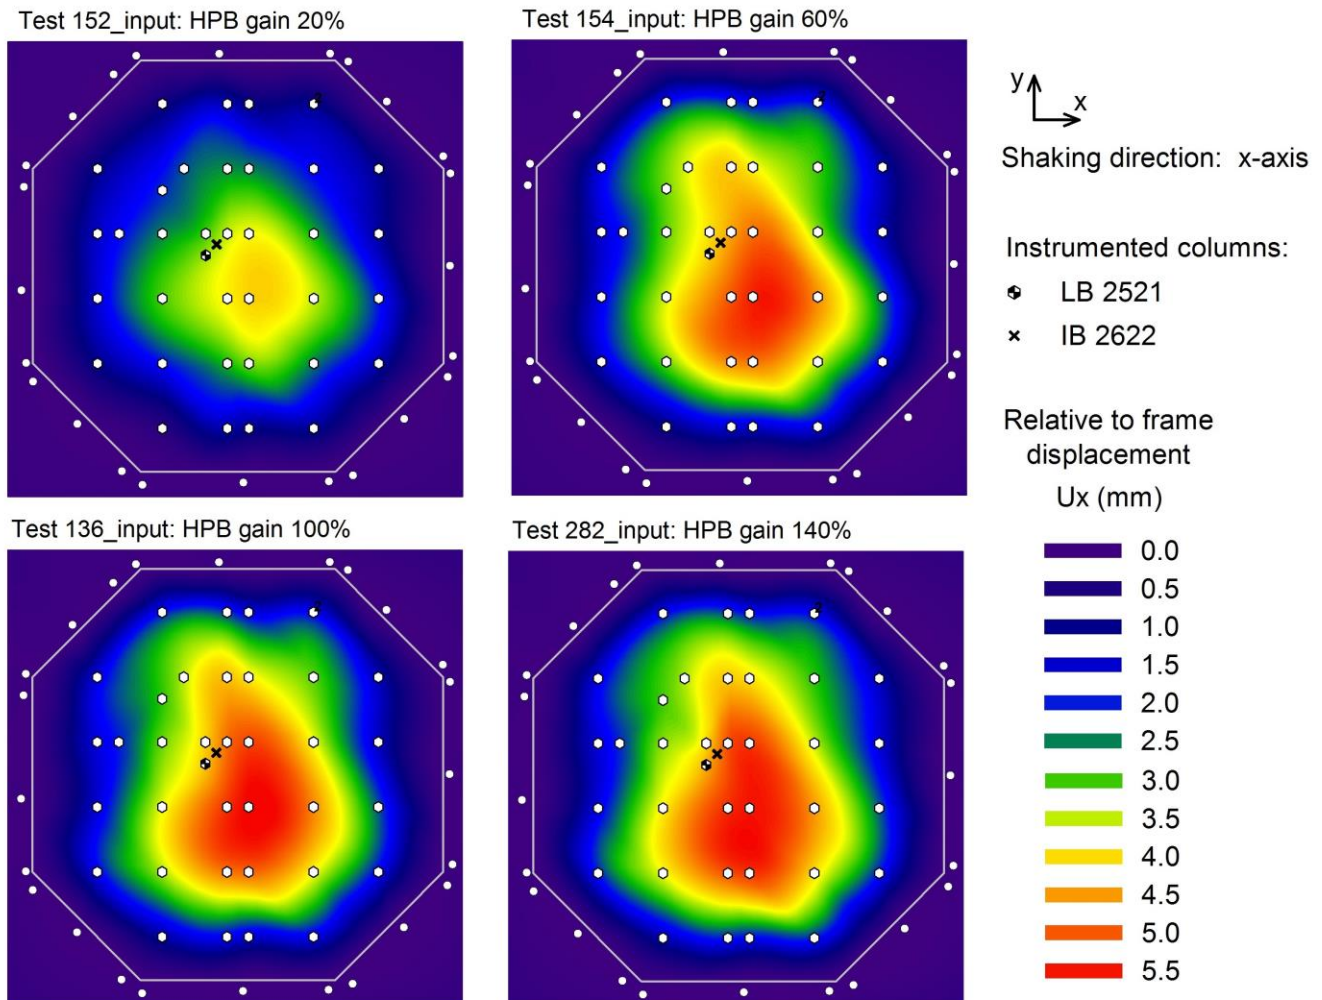 Test 152_input: HPB gain 20%
Test 154_input: HPB gain 60%
y
x
Shaking direction: x-axis
Instrumented columns:
LB 2521
IB 2622
Relative to frame
displacement
Ux (mm)
0.0
0.5
1.0
1.5
2.0
2.5
3.0
3.5
4.0
4.5
5.0
5.5
Test 136_input: HPB gain 100%
Test 282_input: HPB gain 140%